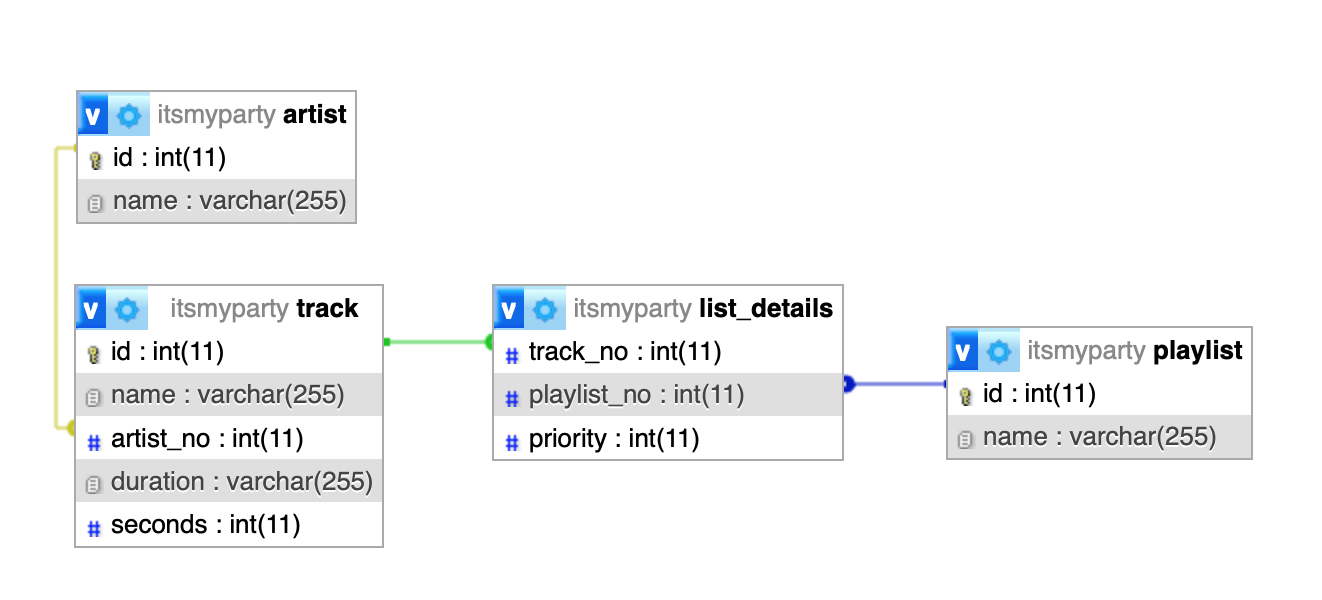 v itsmyparty artist
id : int(11)
name : varchar(255)
v itsmyparty track
id : int(11)
name : varchar(255)
# artist_no : int(11)
duration : varchar(255)
# seconds : int(11)
v itsmyparty list_details
# track_no : int(11)
# playlist_no : int(11)
# priority : int(11)
v itsmyparty playlist
id : int(11)
name : varchar(255)